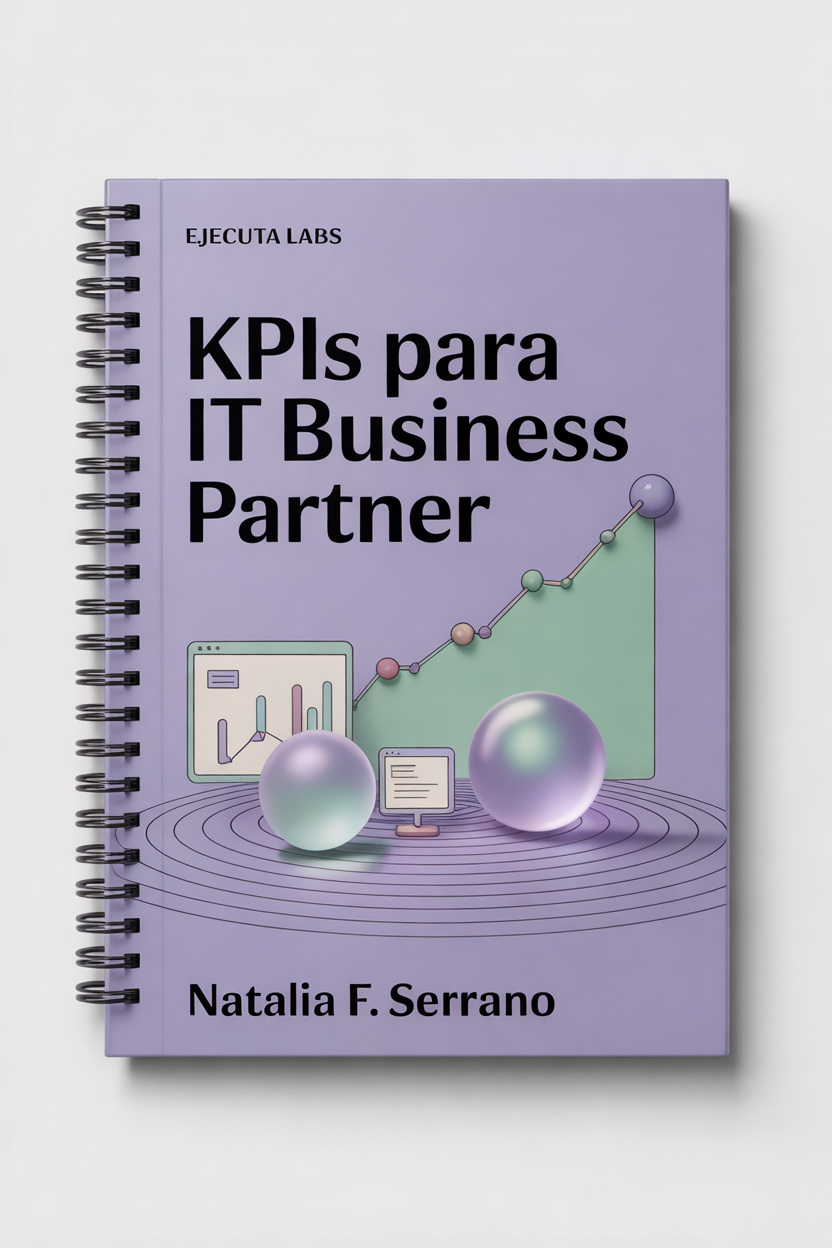 EJECUTA LABS
KPIs para
IT Business
Partner
Natalia F. Serrano